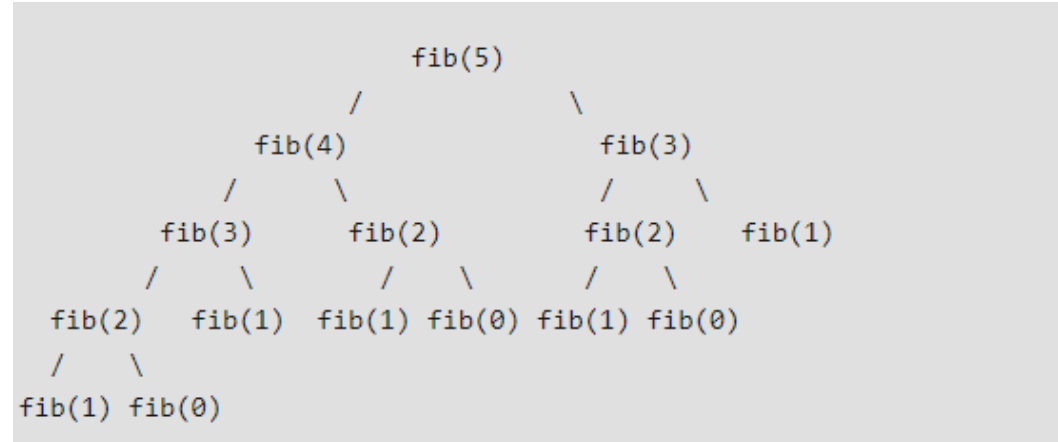 fib(5)
/ \
fib(4) fib(3)
/ \ / \
fib(3) fib(2) fib(2) fib(1)
/ \ / \ / \
fib(2) fib(1) fib(1) fib(0) fib(1) fib(0)
/ \
fib(1) fib(0)